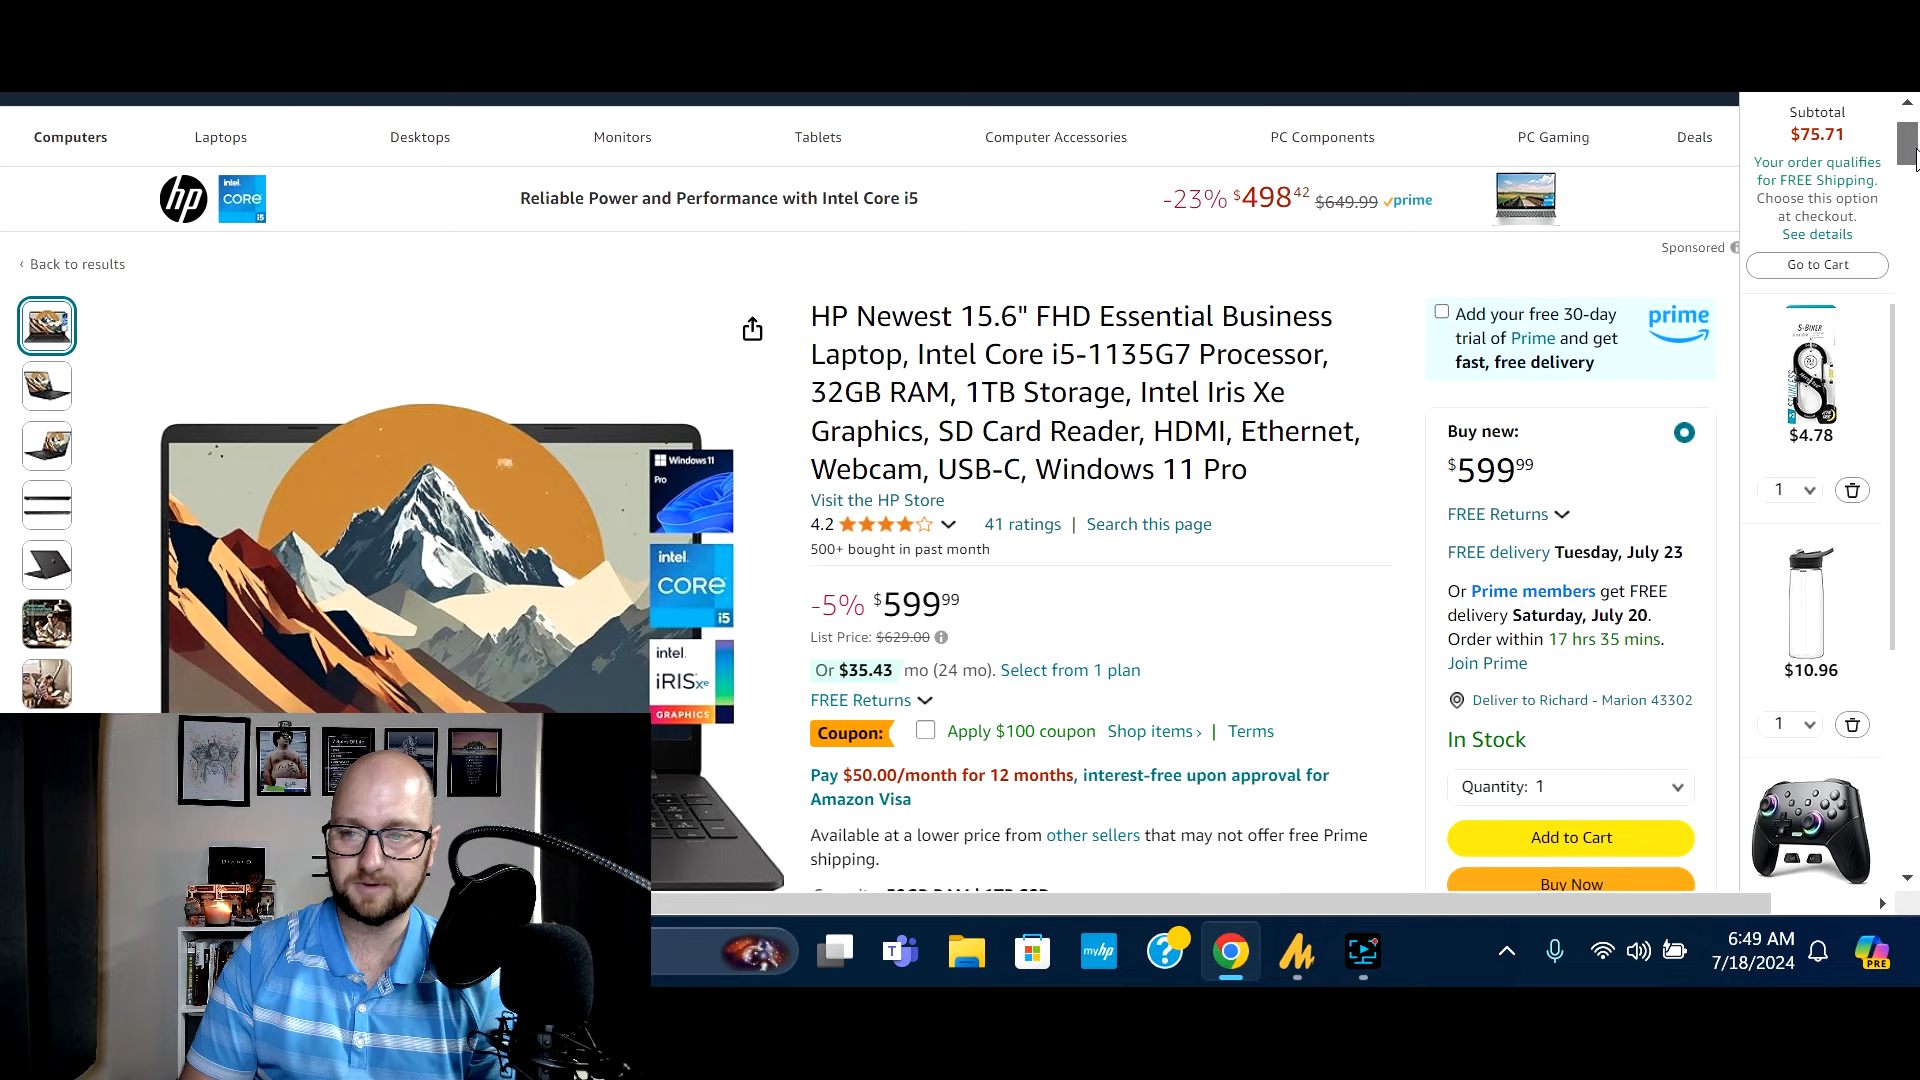 Computers
Laptops
Desktops
Monitors
Tablets
Computer Accessories
PC Components
PC Gaming
Deals
hp
intel.
CORE
i5
Reliable Power and Performance with Intel Core i5
-23% $498 42 $649.99 prime
Sponsored
‹ Back to results
HP Newest 15.6" FHD Essential Business
Laptop, Intel Core i5-1135G7 Processor,
32GB RAM, 1TB Storage, Intel Iris Xe
Graphics, SD Card Reader, HDMI, Ethernet,
Webcam, USB-C, Windows 11 Pro
Visit the HP Store
4.2
41 ratings | Search this page
500+ bought in past month
-5% $599 99
List Price: $629.00
Or $35.43 mo (24 mo). Select from 1 plan
FREE Returns
Coupon: Apply $100 coupon Shop items › | Terms
Pay $50.00/month for 12 months, interest-free upon approval for
Amazon Visa
Available at a lower price from other sellers that may not offer free Prime
shipping.
Windows 11
Pro
intel.
CORE
i5
intel.
iRISxe
GRAPHICS
Add your free 30-day
trial of Prime and get
fast, free delivery
prime
Buy new:
$599 99
FREE Returns
FREE delivery Tuesday, July 23
Or Prime members get FREE
delivery Saturday, July 20.
Order within 17 hrs 35 mins.
Join Prime
Deliver to Richard - Marion 43302
In Stock
Quantity: 1
Add to Cart
Buy Now
Subtotal
$75.71
Your order qualifies
for FREE Shipping.
Choose this option
at checkout.
See details
Go to Cart
S-BINER
$4.78
1
$10.96
1
DIABLO
T
myhp
6:49 AM
7/18/2024
PRE